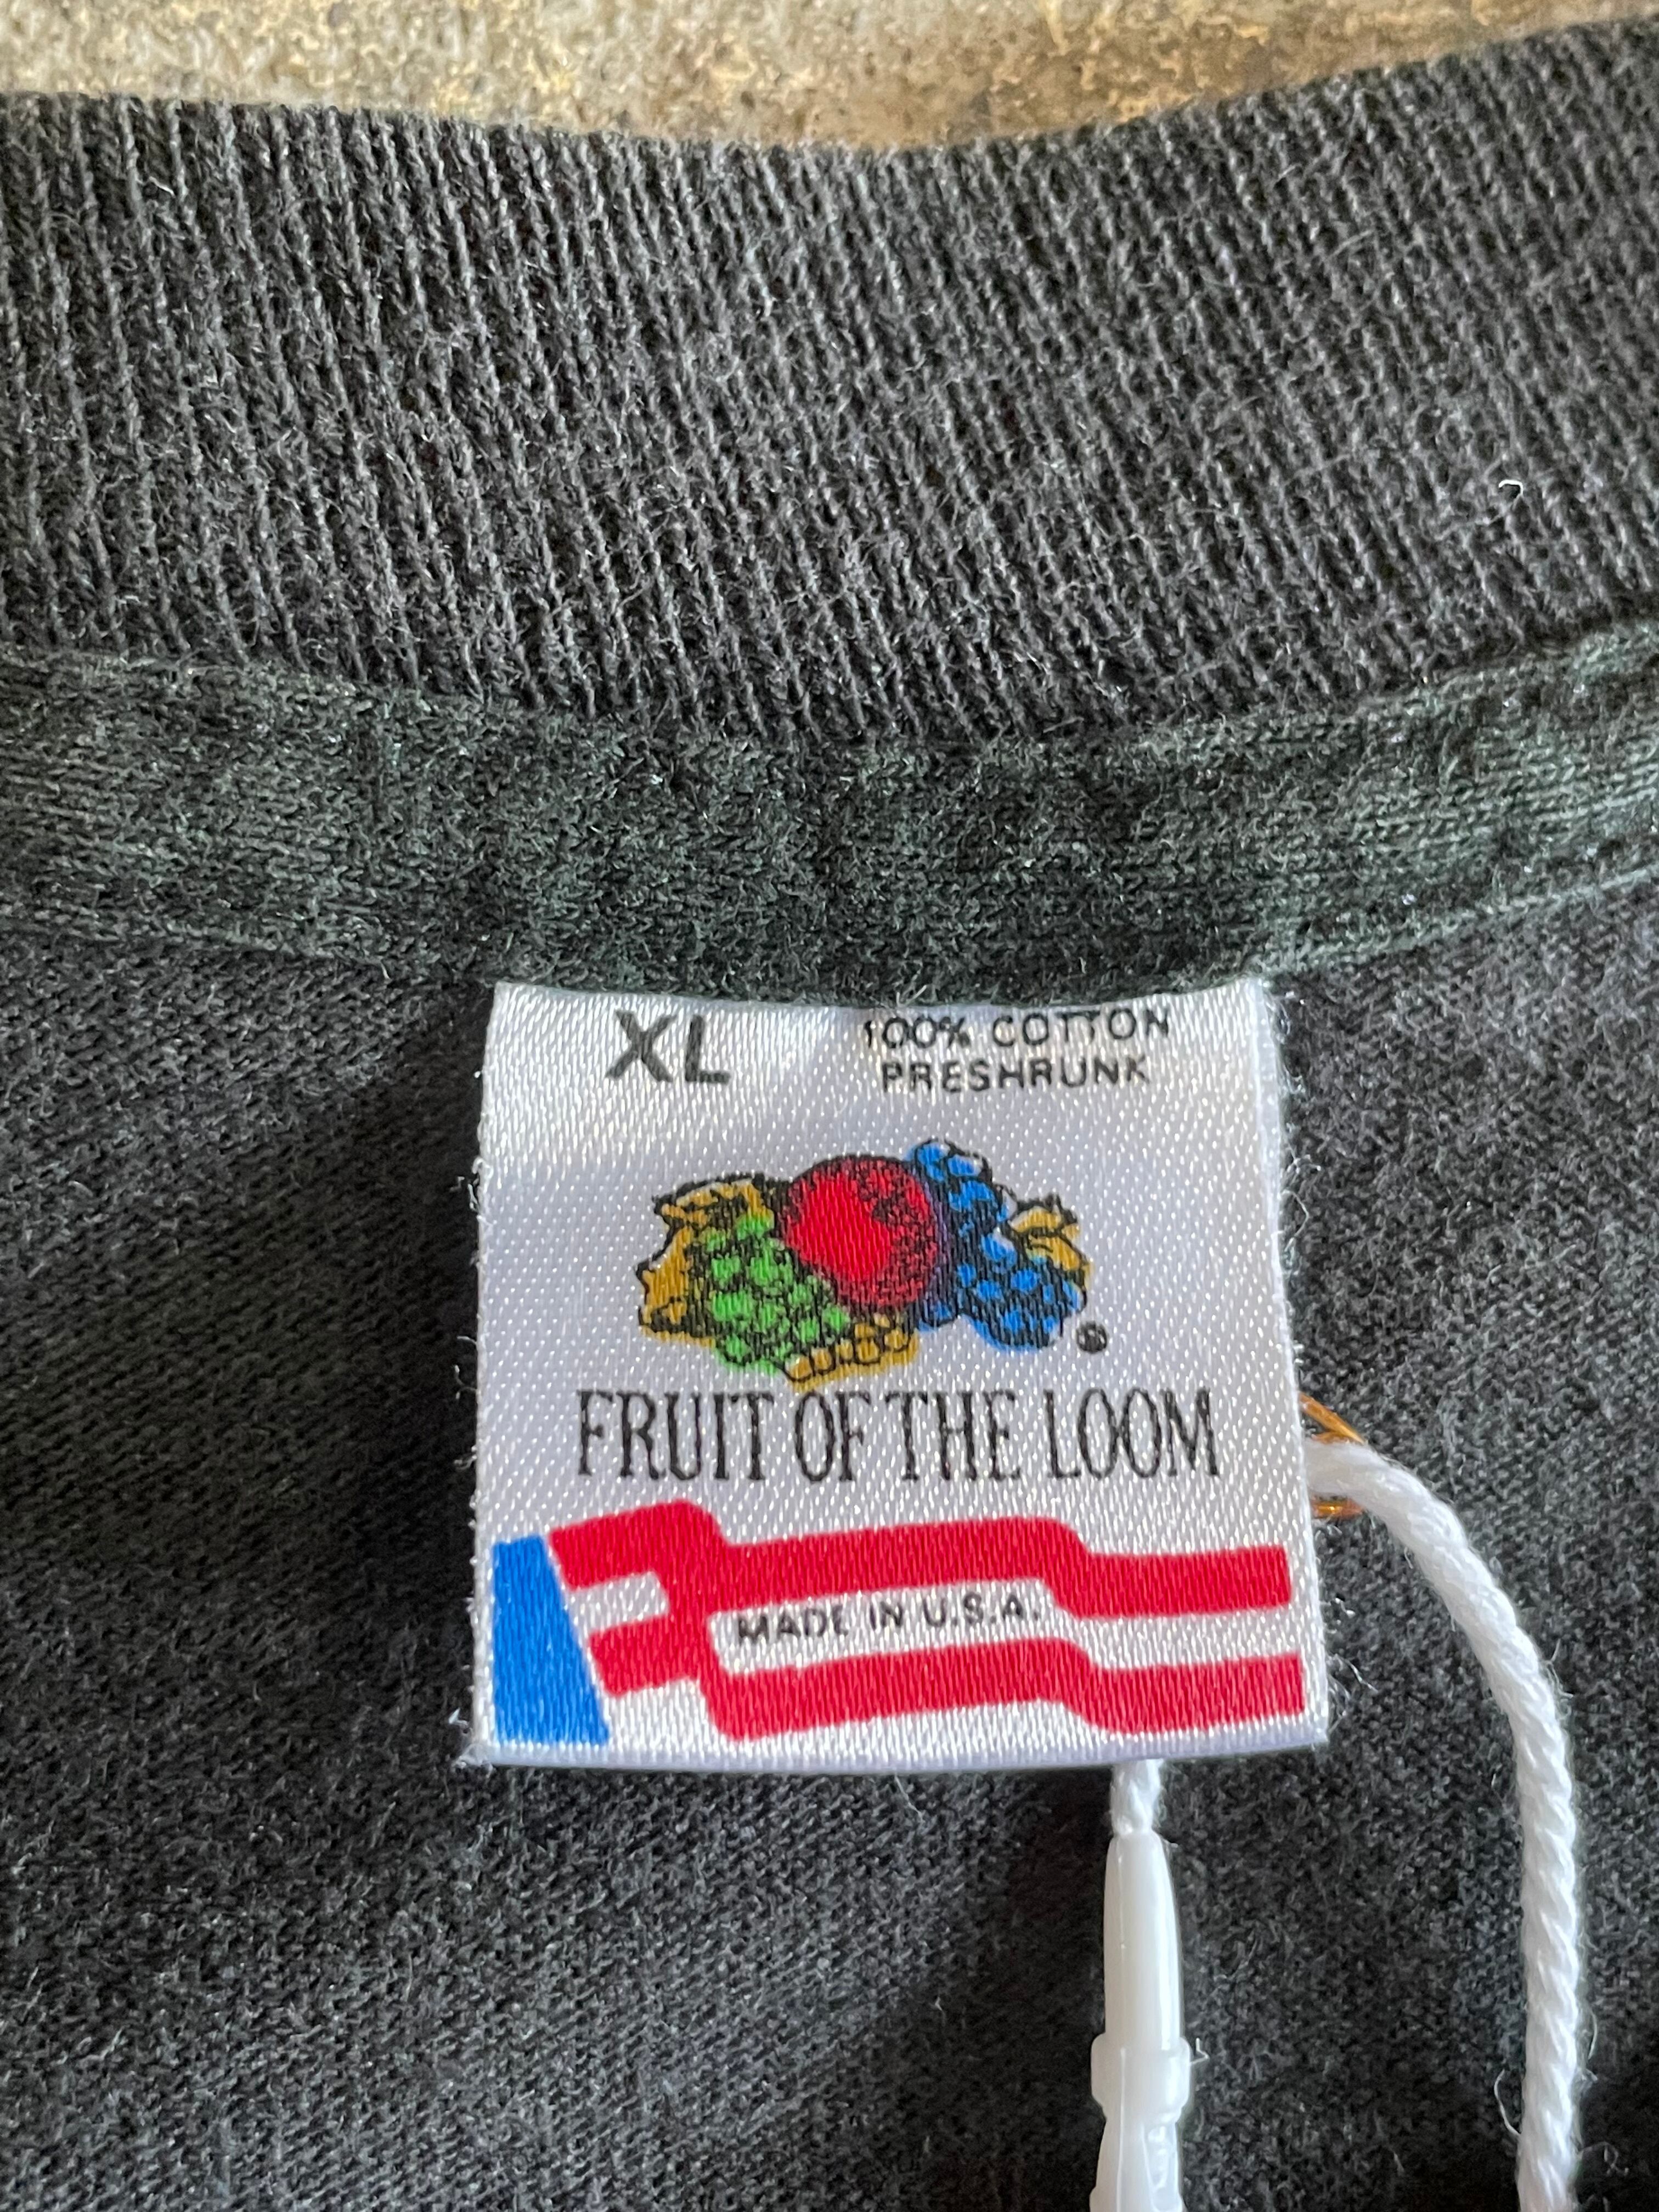 XL 100% COTTON
PRESHRUNK
®
FRUIT OF THE LOOM
MADE IN U.S.A.